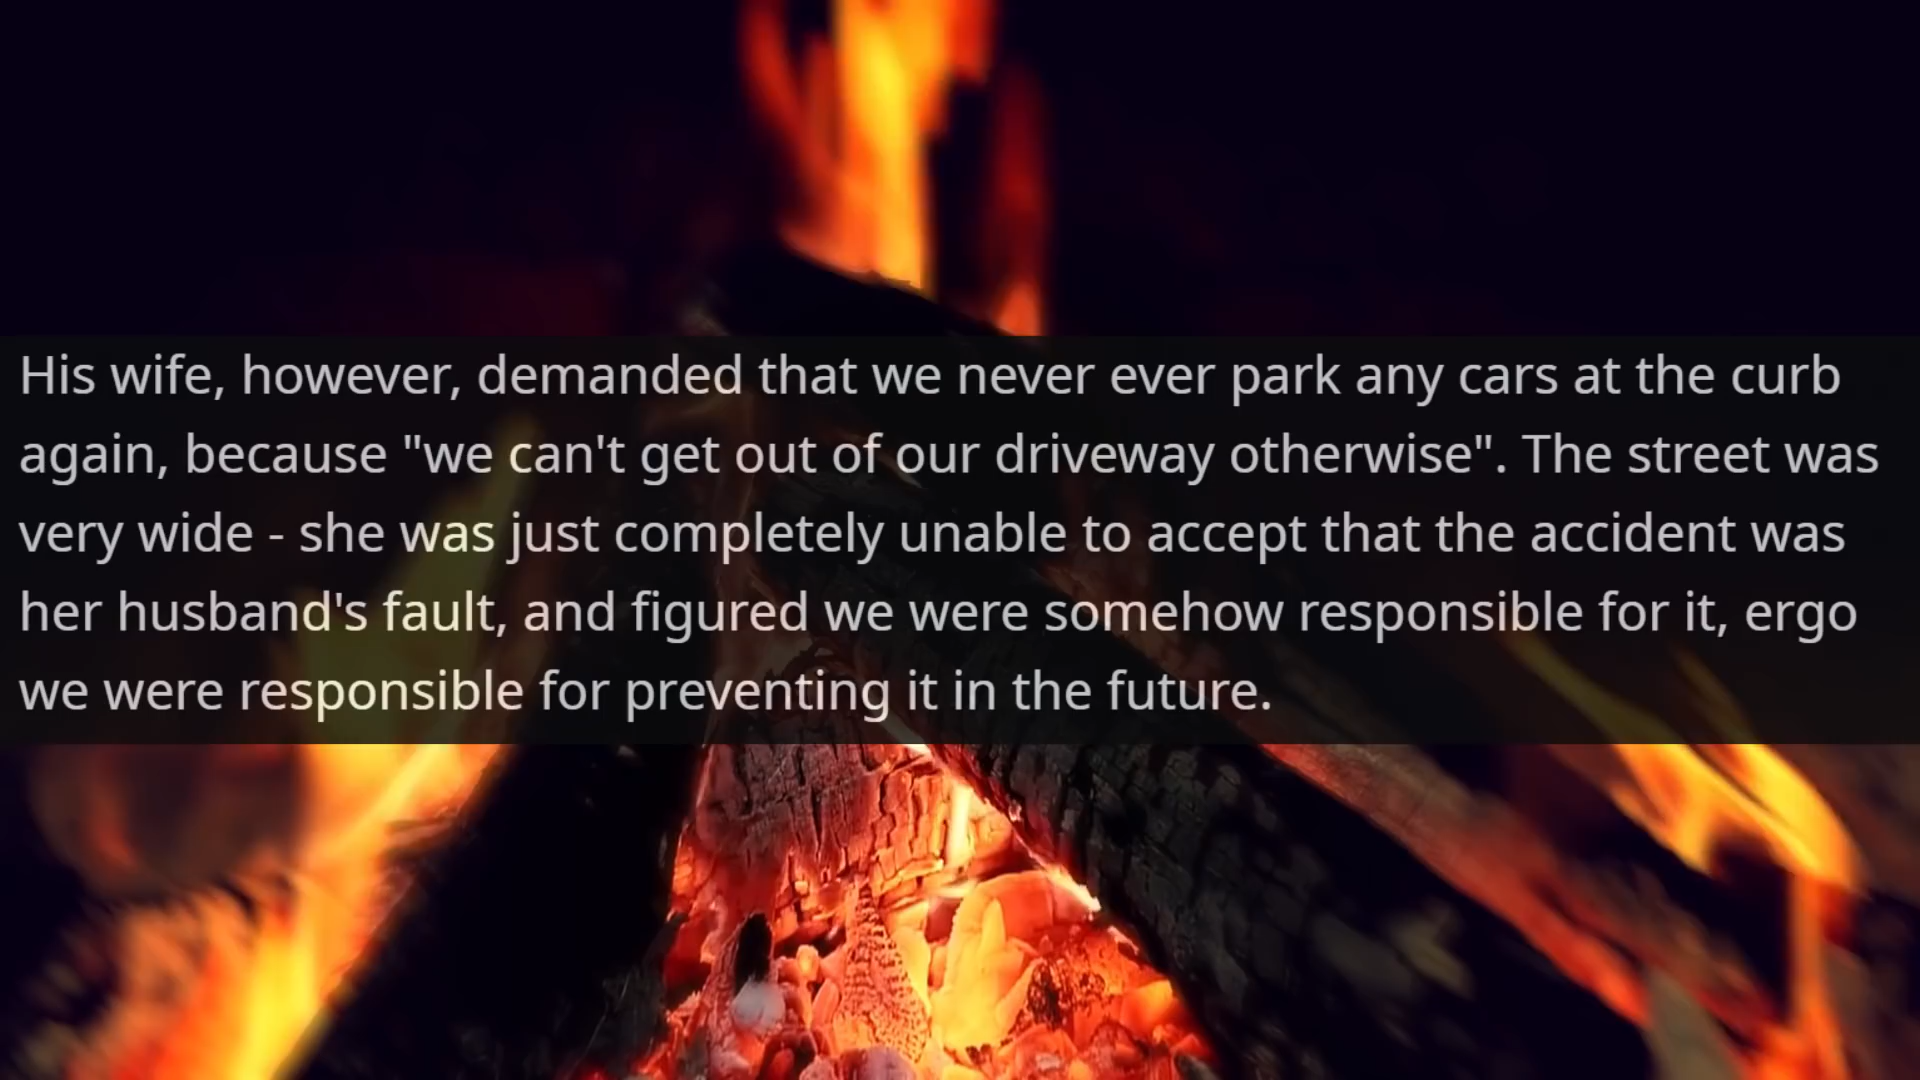 His wife, however, demanded that we never ever park any cars at the curb
again, because "we can't get out of our driveway otherwise". The street was
very wide - she was just completely unable to accept that the accident was
her husband's fault, and figured we were somehow responsible for it, ergo
we were responsible for preventing it in the future.